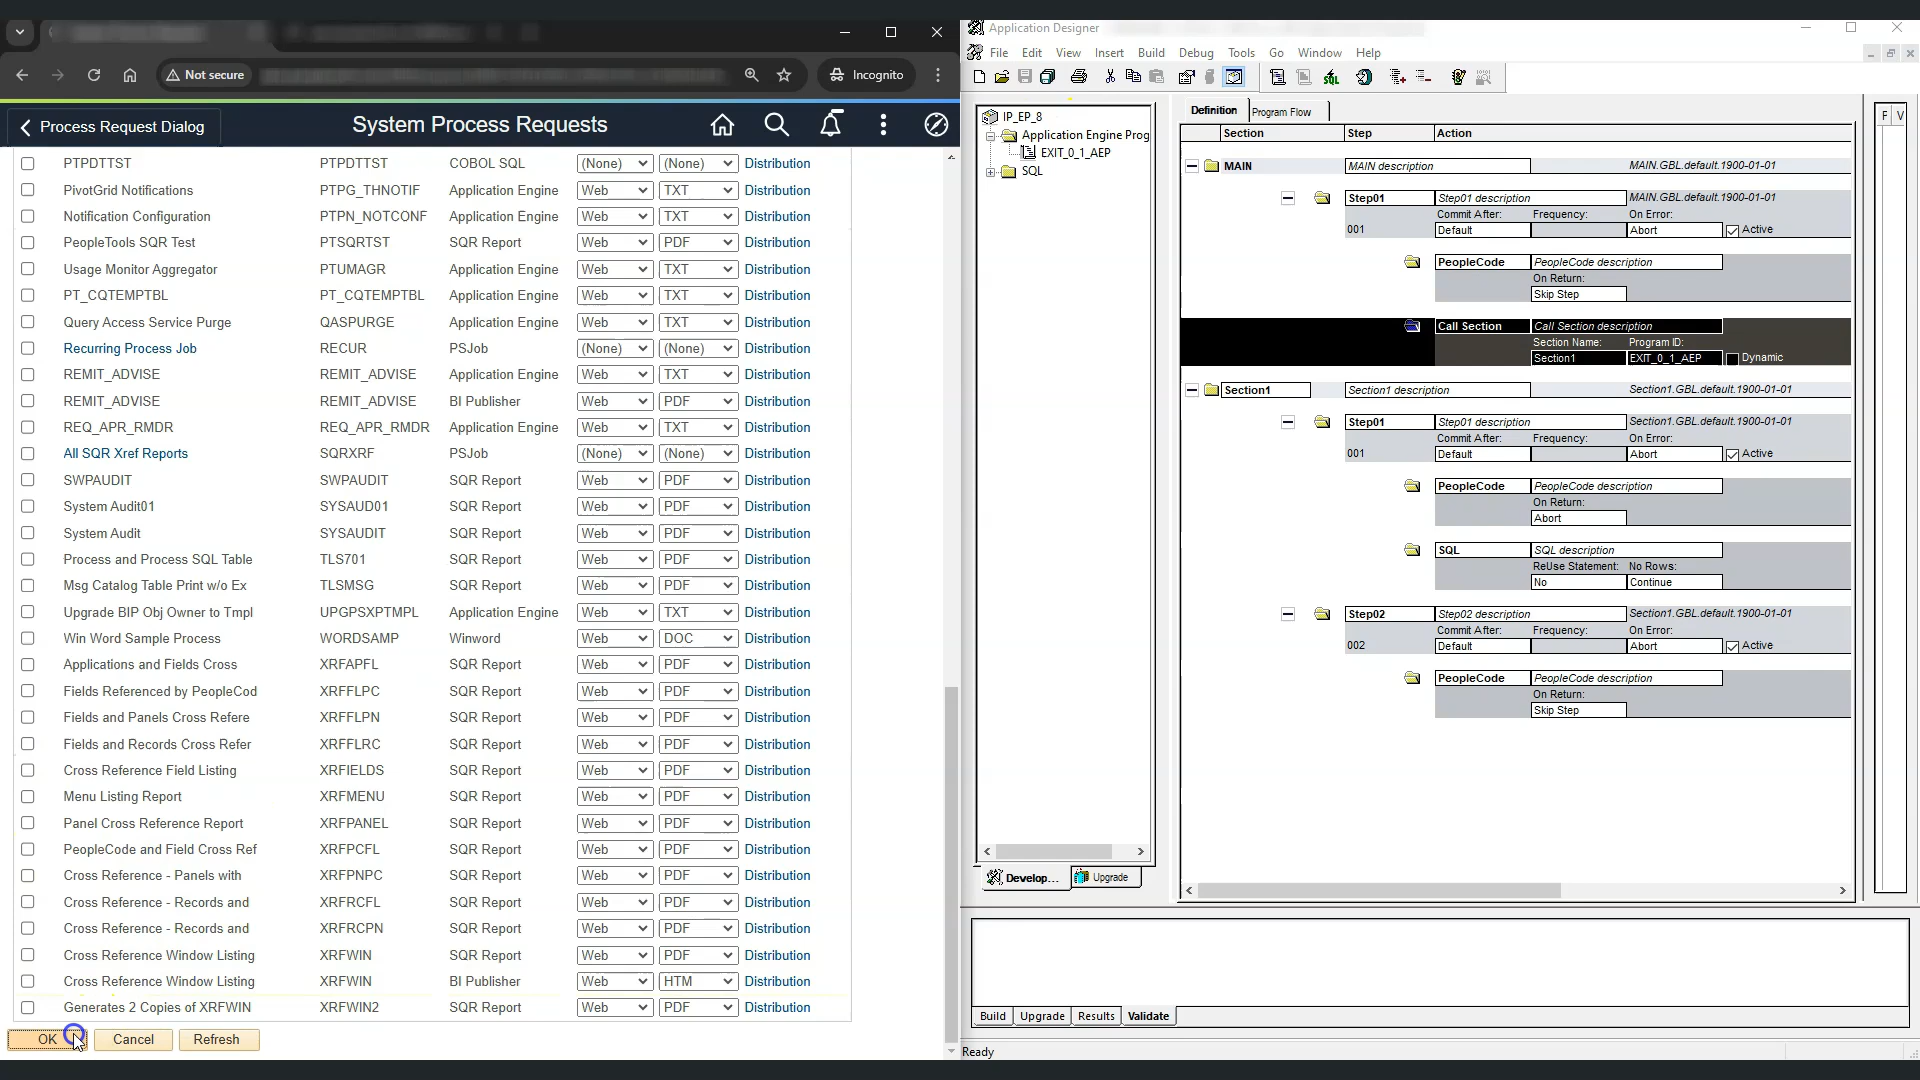 Not secure
Incognito
Process Request Dialog
System Process Requests
PTPDTTST PTPDTTST COBOL SQL (None) (None) Distribution
PivotGrid Notifications PTPG_THNOTIF Application Engine Web TXT Distribution
Notification Configuration PTPN_NOTCONF Application Engine Web TXT Distribution
PeopleTools SQR Test PTSQRTST SQR Report Web PDF Distribution
Usage Monitor Aggregator PTUMAGR Application Engine Web TXT Distribution
PT_CQTEMPTBL PT_CQTEMPTBL Application Engine Web TXT Distribution
Query Access Service Purge QASPURGE Application Engine Web TXT Distribution
Recurring Process Job RECUR PSJob (None) (None) Distribution
REMIT_ADVISE REMIT_ADVISE Application Engine Web TXT Distribution
REMIT_ADVISE REMIT_ADVISE BI Publisher Web PDF Distribution
REQ_APR_RMDR REQ_APR_RMDR Application Engine Web TXT Distribution
All SQR Xref Reports SQRXRF PSJob (None) (None) Distribution
SWPAUDIT SWPAUDIT SQR Report Web PDF Distribution
System Audit01 SYSAUD01 SQR Report Web PDF Distribution
System Audit SYSAUDIT SQR Report Web PDF Distribution
Process and Process SQL Table TLS701 SQR Report Web PDF Distribution
Msg Catalog Table Print w/o Ex TLSMSG SQR Report Web PDF Distribution
Upgrade BIP Obj Owner to Tmpl UPGPSXPTMPL Application Engine Web TXT Distribution
Win Word Sample Process WORDSAMP Winword Web DOC Distribution
Applications and Fields Cross XRFAPFL SQR Report Web PDF Distribution
Fields Referenced by PeopleCod XRFFLPC SQR Report Web PDF Distribution
Fields and Panels Cross Refere XRFFLPN SQR Report Web PDF Distribution
Fields and Records Cross Refer XRFFLRC SQR Report Web PDF Distribution
Cross Reference Field Listing XRFIELDS SQR Report Web PDF Distribution
Menu Listing Report XRFMENU SQR Report Web PDF Distribution
Panel Cross Reference Report XRFPANEL SQR Report Web PDF Distribution
PeopleCode and Field Cross Ref XRFPCFL SQR Report Web PDF Distribution
Cross Reference - Panels with XRFPNPC SQR Report Web PDF Distribution
Cross Reference - Records and XRFRCFL SQR Report Web PDF Distribution
Cross Reference - Records and XRFRCPN SQR Report Web PDF Distribution
Cross Reference Window Listing XRFWIN SQR Report Web PDF Distribution
Cross Reference Window Listing XRFWIN BI Publisher Web HTM Distribution
Generates 2 Copies of XRFWIN XRFWIN2 SQR Report Web PDF Distribution
OK Cancel Refresh
Application Designer
File Edit View Insert Build Debug Tools Go Window Help
SQL
IP_EP_8
Application Engine Prog
EXIT_0_1_AEP
SQL
Develop... Upgrade
Definition Program Flow
Section Step Action
MAIN MAIN description MAIN.GBL.default.1900-01-01
Step01 Step01 description MAIN.GBL.default.1900-01-01
Commit After: Frequency: On Error:
001 Default Abort Active
PeopleCode PeopleCode description
On Return:
Skip Step
Call Section Call Section description
Section Name: Program ID:
Section1 EXIT_0_1_AEP Dynamic
Section1 Section1 description Section1.GBL.default.1900-01-01
Step01 Step01 description Section1.GBL.default.1900-01-01
Commit After: Frequency: On Error:
001 Default Abort Active
PeopleCode PeopleCode description
On Return:
Abort
SQL SQL description
ReUse Statement: No Rows:
No Continue
Step02 Step02 description Section1.GBL.default.1900-01-01
Commit After: Frequency: On Error:
002 Default Abort Active
PeopleCode PeopleCode description
On Return:
Skip Step
F V
Build Upgrade Results Validate
Ready